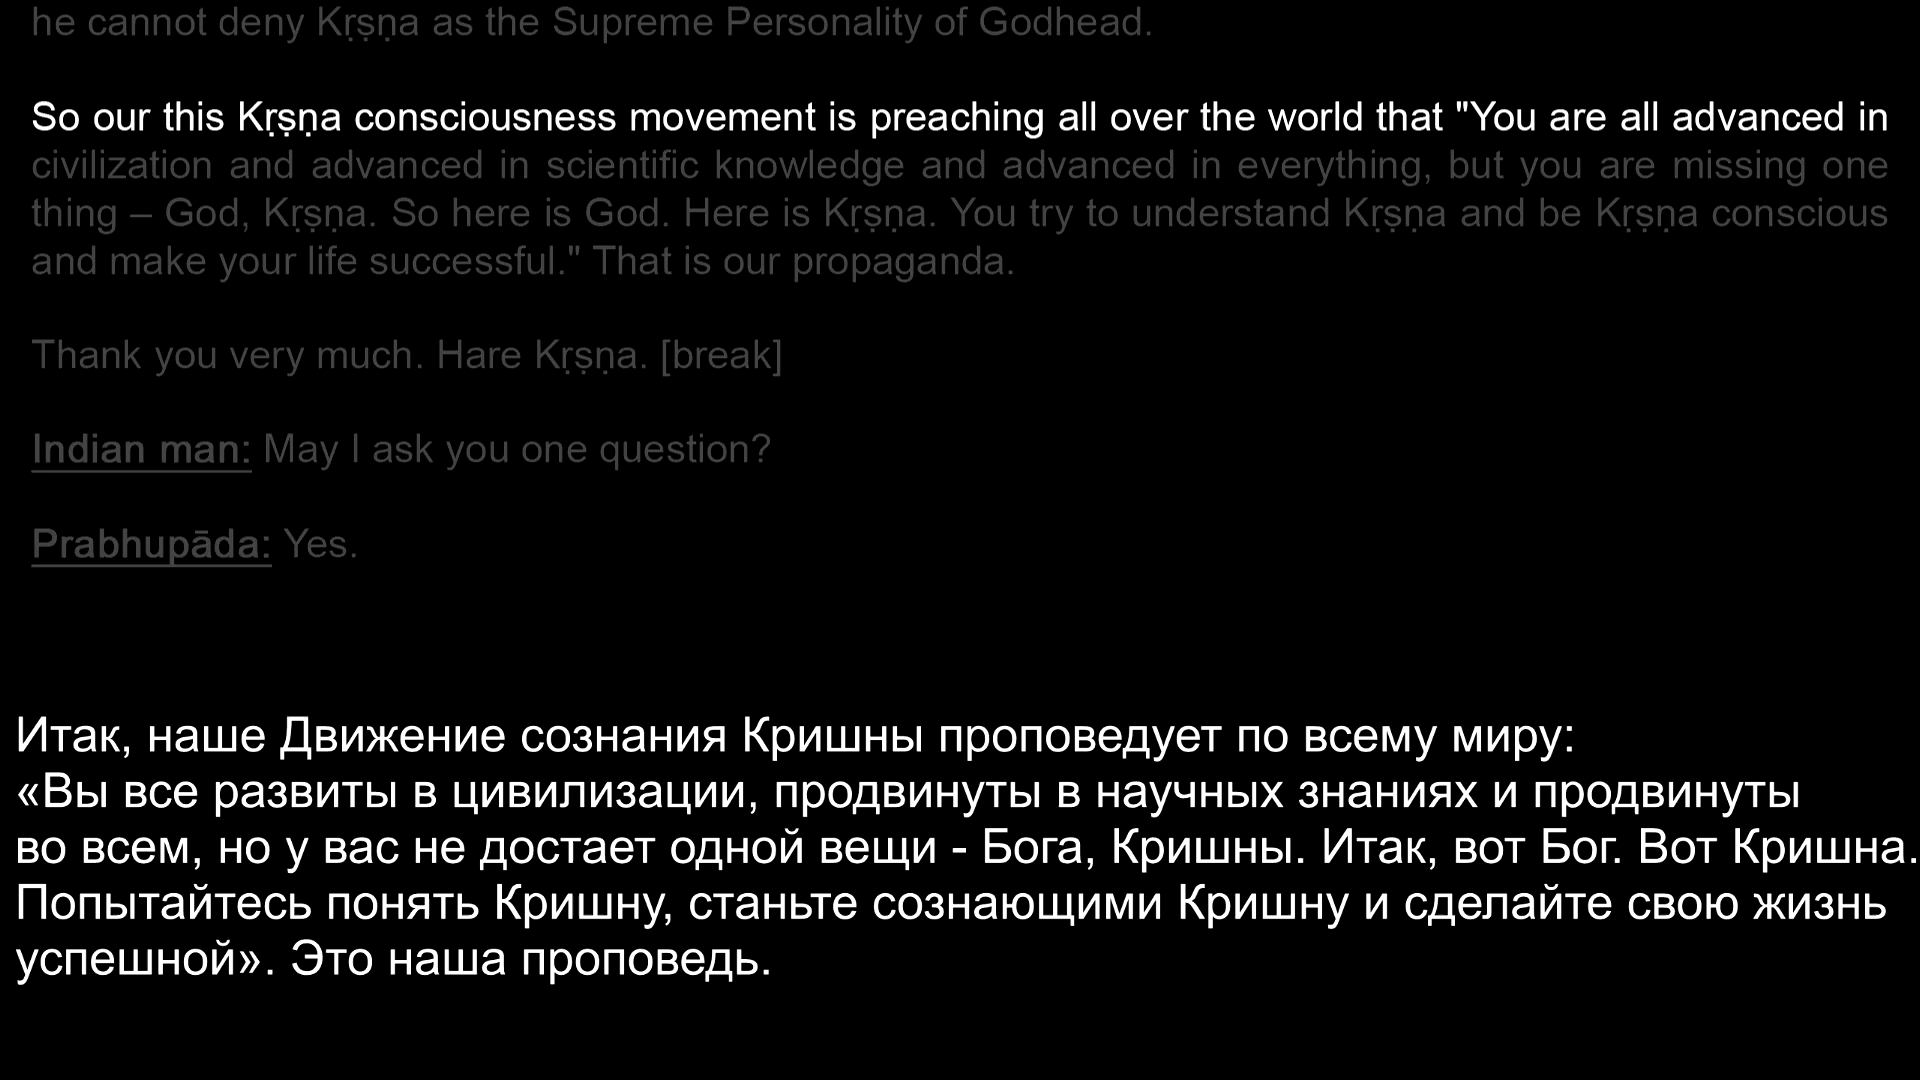 he cannot deny Kṛṣṇa as the Supreme Personality of Godhead.
So our this Kṛṣṇa consciousness movement is preaching all over the world that "You are all advanced in
civilization and advanced in scientific knowledge and advanced in everything, but you are missing one
thing – God, Kṛṣṇa. So here is God. Here is Kṛṣṇa. You try to understand Kṛṣṇa and be Kṛṣṇa conscious
and make your life successful." That is our propaganda.
Thank you very much. Hare Kṛṣṇa. [break]
Indian man: May I ask you one question?
Prabhupāda: Yes.
Итак, наше Движение сознания Кришны проповедует по всему миру:
«Вы все развиты в цивилизации, продвинуты в научных знаниях и продвинуты
во всем, но у вас не достает одной вещи - Бога, Кришны. Итак, вот Бог. Вот Кришна.
Попытайтесь понять Кришну, станьте сознающими Кришну и сделайте свою жизнь
успешной». Это наша проповедь.